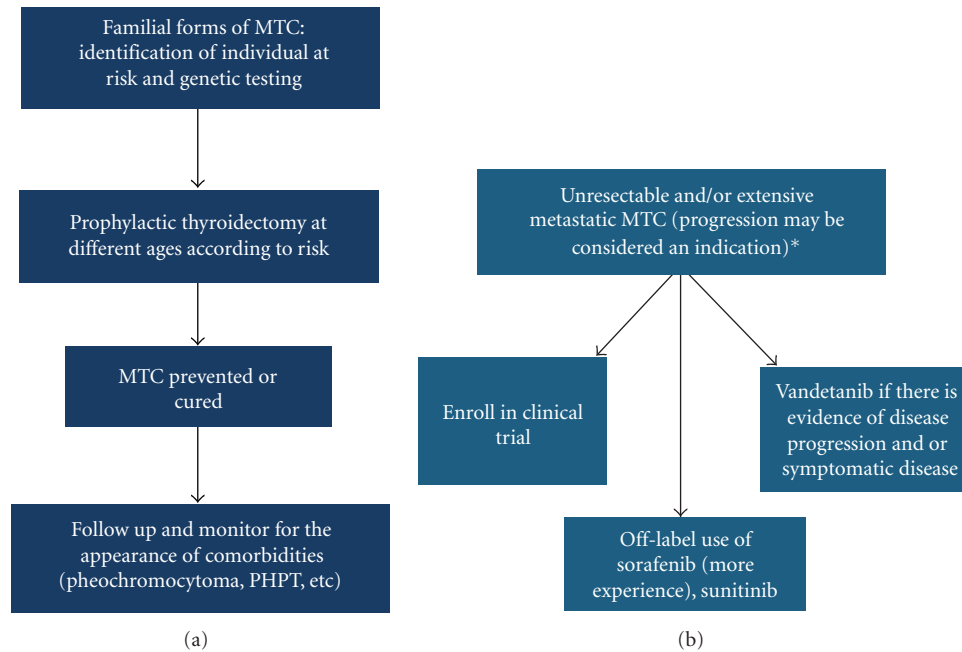 Familial forms of MTC:
identification of individual at
risk and genetic testing
Prophylactic thyroidectomy at
different ages according to risk
MTC prevented or
cured
Follow up and monitor for the
appearance of comorbidities
(pheochromocytoma, PHPT, etc)
(a)
Unresectable and/or extensive
metastatic MTC (progression may be
considered an indication)*
Enroll in clinical
trial
Vandetanib if there is
evidence of disease
progression and or
symptomatic disease
Off-label use of
sorafenib (more
experience), sunitinib
(b)